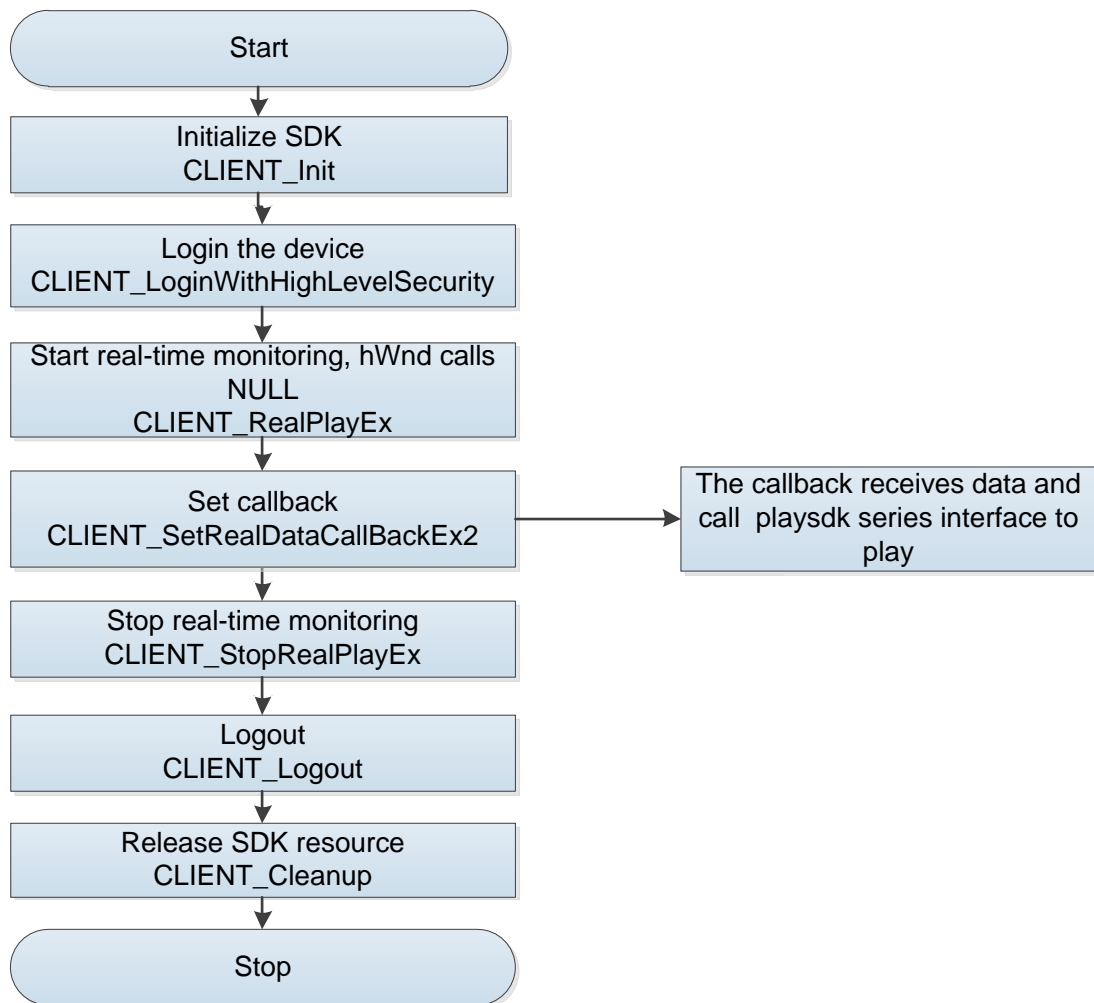 Start
Initialize SDK
CLIENT_Init
Login the device
CLIENT_LoginWithHighLevelSecurity
Start real-time monitoring, hWnd calls
NULL
CLIENT_RealPlayEx
Set callback
CLIENT_SetRealDataCallBackEx2
The callback receives data and
call  playsdk series interface to
play
Stop real-time monitoring
CLIENT_StopRealPlayEx
Logout
CLIENT_Logout
Release SDK resource
CLIENT_Cleanup
Stop